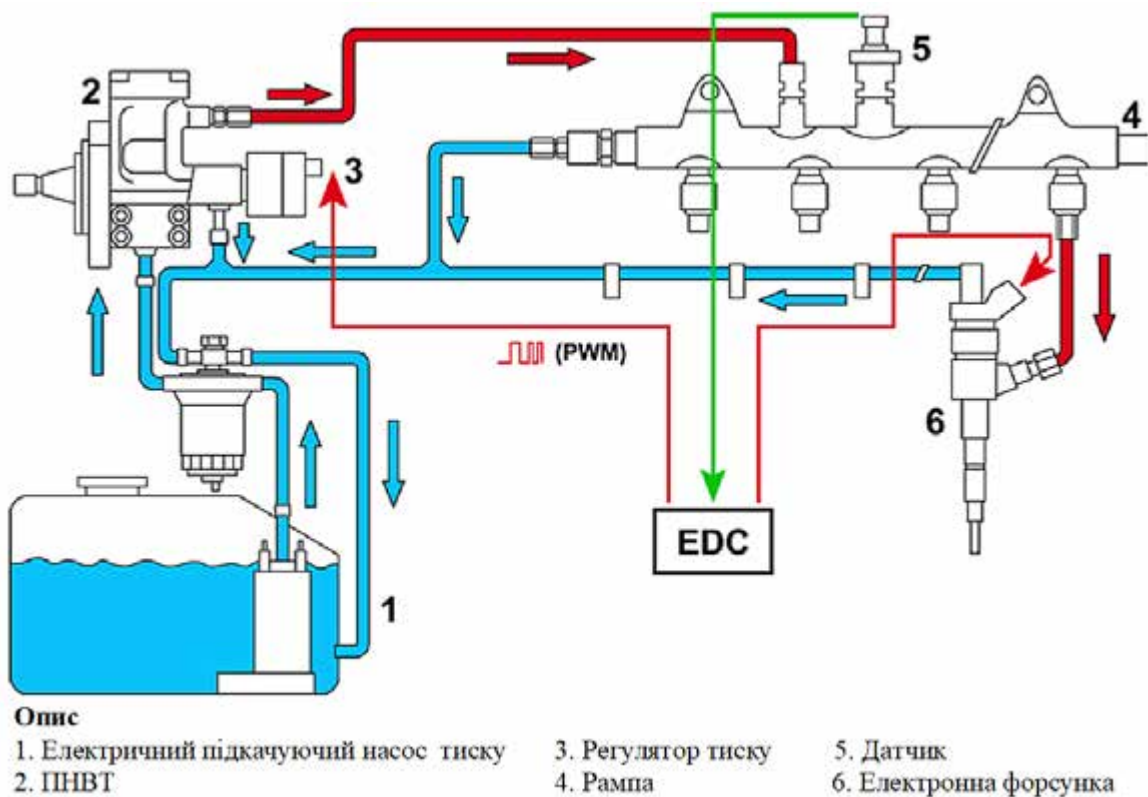 5
2
4
3
(PWM)
6
EDC
1
Опис
1. Електричний підкачуючий насос тиску
2. ПНВТ
3. Регулятор тиску
4. Рампа
5. Датчик
6. Електронна форсунка